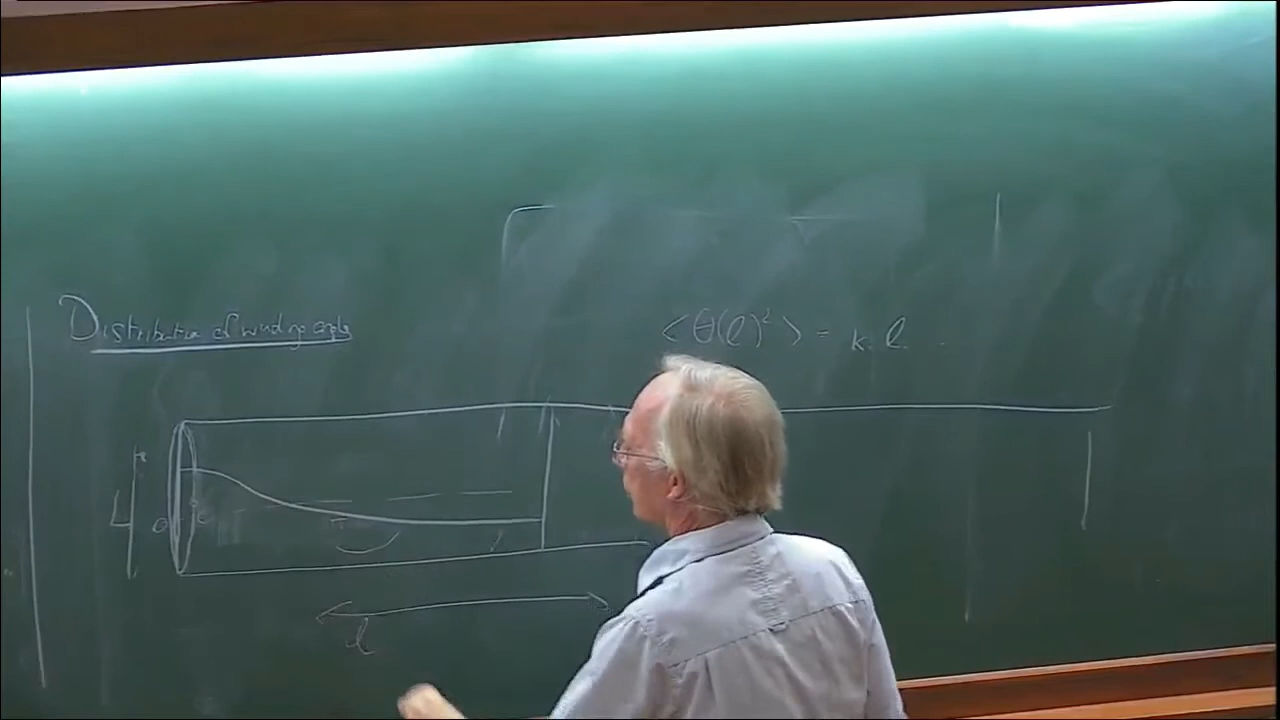 Distribution of winding angle
< θ(l)² > = k. l.
L
l